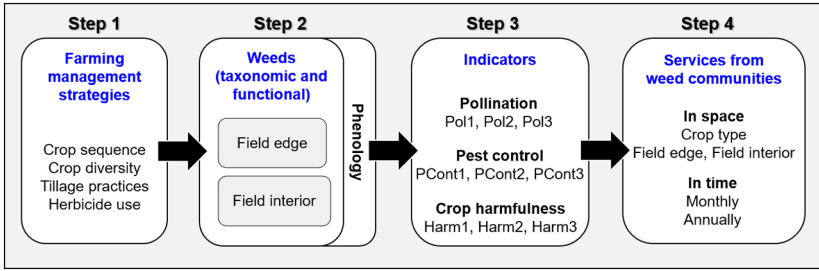 Step 1
Farming
management
strategies
Crop sequence
Crop diversity
Tillage practices
Herbicide use
Step 2
Weeds
(taxonomic and
functional)
Field edge
Field interior
Phenology
Step 3
Indicators
Pollination
Pol1, Pol2, Pol3
Pest control
PCont1, PCont2, PCont3
Crop harmfulness
Harm1, Harm2, Harm3
Step 4
Services from
weed communities
In space
Crop type
Field edge, Field interior
In time
Monthly
Annually